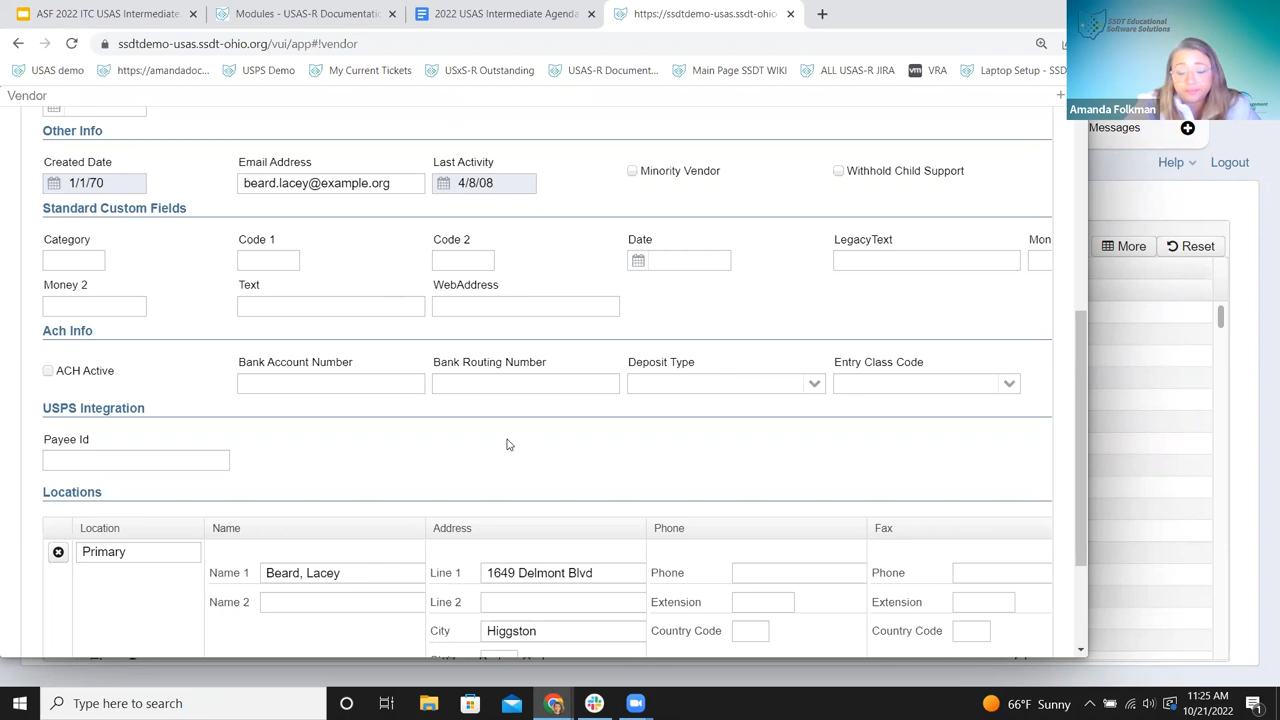 ASF 2022 ITC USAS Intermediate
Modules - USAS-R Documentati
2022 USAS Intermediate Agenda
https://ssdtdemo-usas.ssdt-ohio
ssdtdemo-usas.ssdt-ohio.org/vui/app#!vendor
USAS demo
https://amandadoc...
USPS Demo
My Current Tickets
USxS-R Outstanding
USAS-R Document...
Main Page SSDT WIKI
ALL USAS-R JIRA
vm VRA
Laptop Setup - SSD
SSDT Educational
Software Solutions
Amanda Folkman
Vendor
Messages
Help
Logout
More
Reset
Other Info
Created Date
Email Address
Last Activity
Minority Vendor
Withhold Child Support
1/1/70
beard.lacey@example.org
4/8/08
Standard Custom Fields
Category
Code 1
Code 2
Date
LegacyText
Mon
Money 2
Text
WebAddress
Ach Info
ACH Active
Bank Account Number
Bank Routing Number
Deposit Type
Entry Class Code
USPS Integration
Payee Id
Locations
Location
Name
Address
Phone
Fax
Primary
Name 1
Beard, Lacey
Line 1
1649 Delmont Blvd
Phone
Phone
Name 2
Line 2
Extension
Extension
City
Higgston
Country Code
Country Code
Type here to search
66°F Sunny
11:25 AM
10/21/2022
1